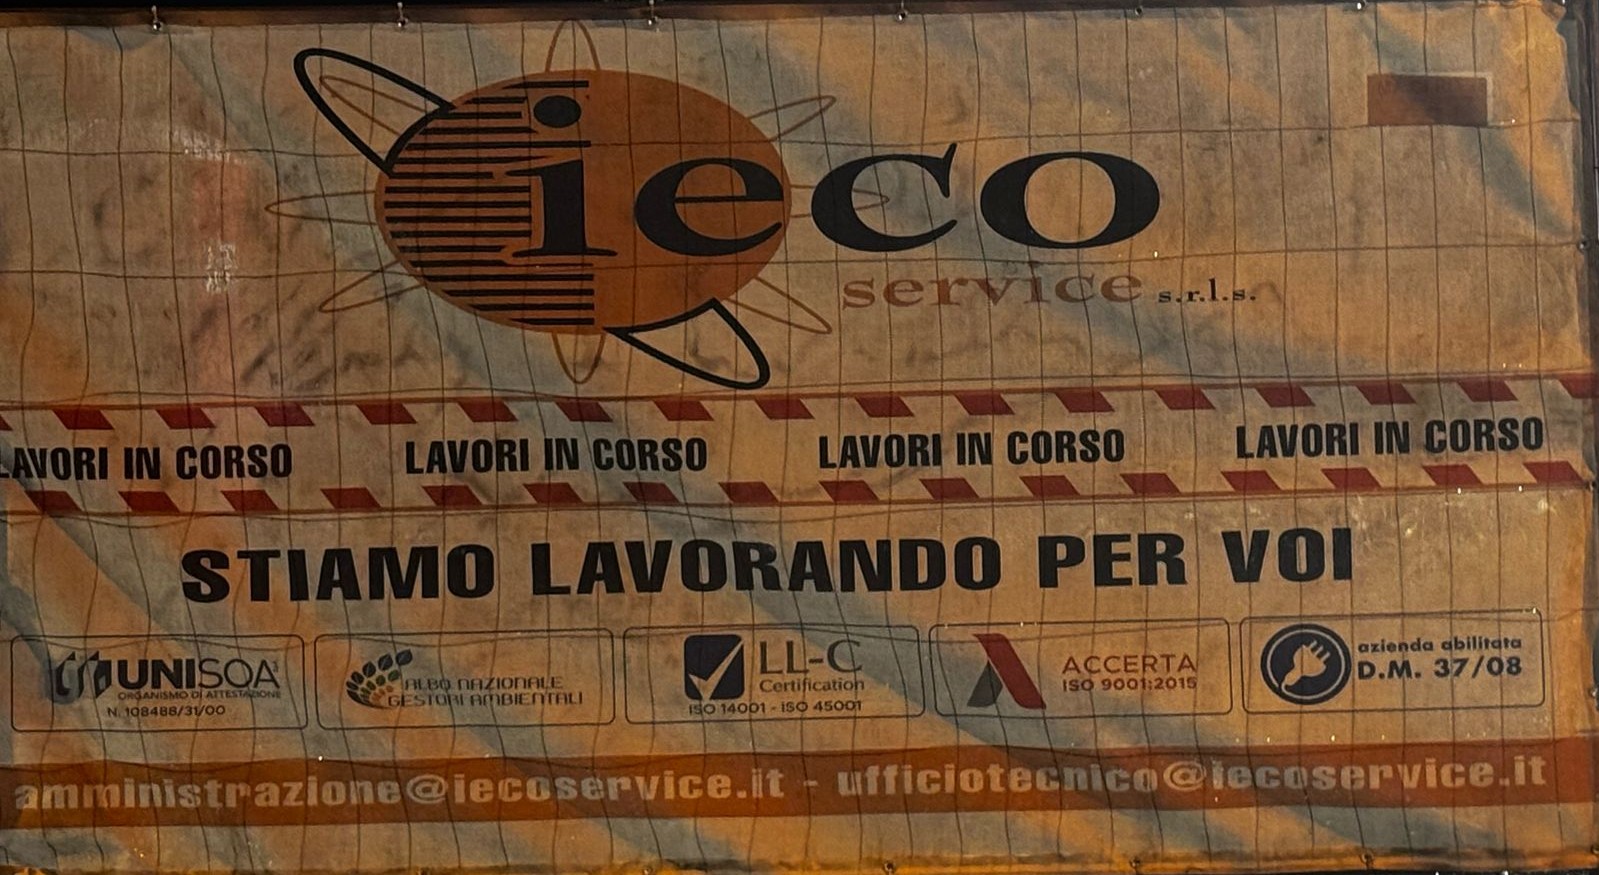 ieco
service s.r.l.s.
LAVORI IN CORSO LAVORI IN CORSO LAVORI IN CORSO LAVORI IN CORSO
STIAMO LAVORANDO PER VOI
UNISOA
ORGANISMO DI ATTESTAZIONE
N. 108488/31/00
ALBO NAZIONALE
GESTORI AMBIENTALI
LL-C
Certification
ISO 14001 - ISO 45001
ACCERTA
ISO 9001:2015
azienda abilitata
D.M. 37/08
amministrazione@iecoservice.it - ufficiotecnico@iecoservice.it